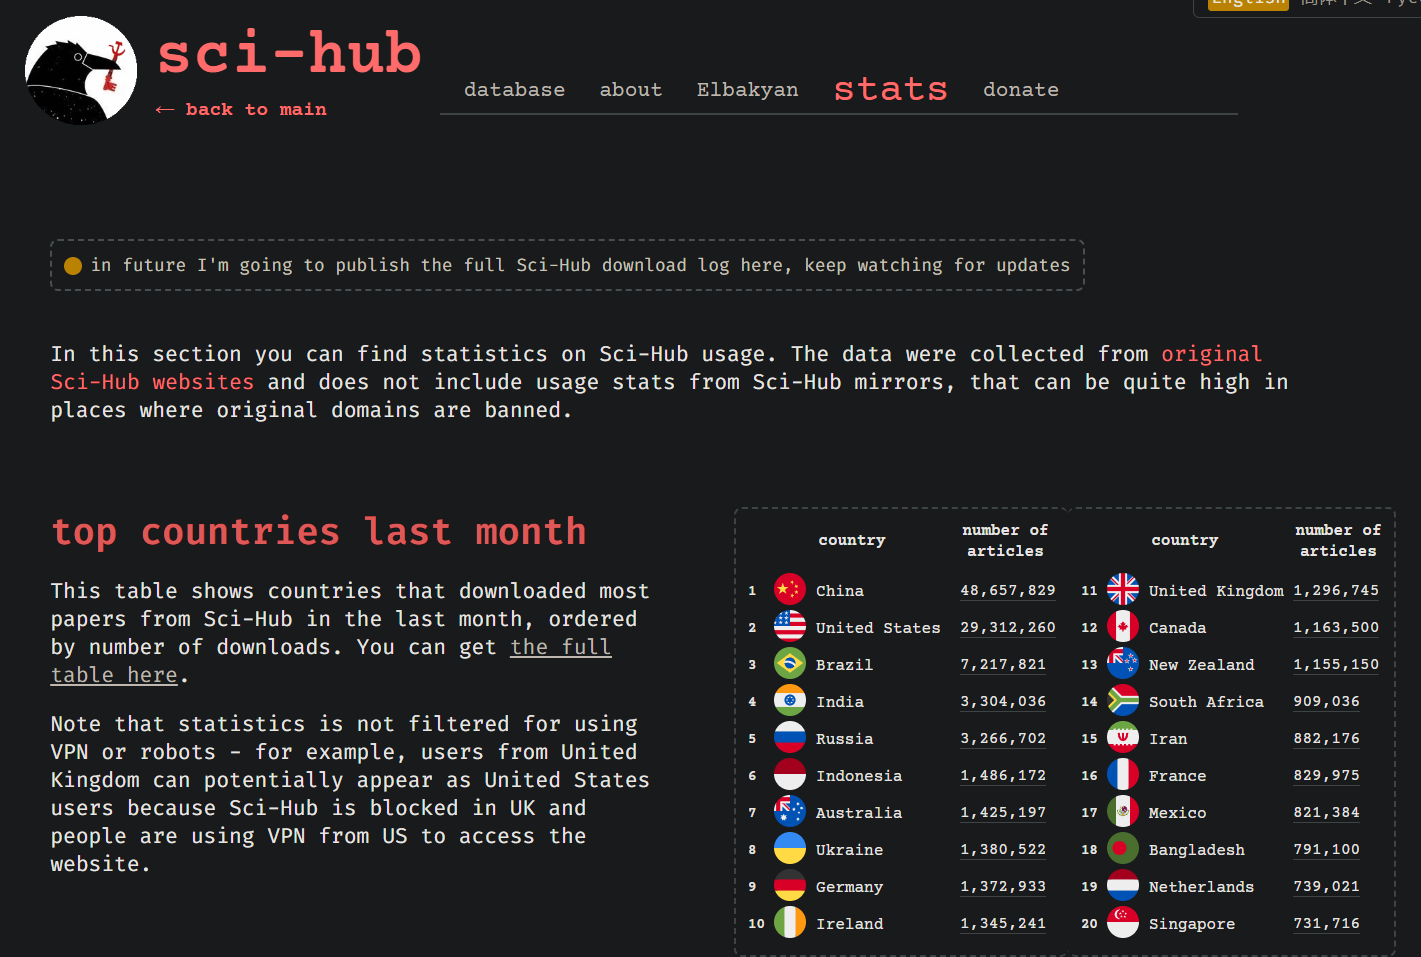 English 简体中文
sci-hub
← back to main
database about Elbakyan stats donate
in future I'm going to publish the full Sci-Hub download log here, keep watching for updates
In this section you can find statistics on Sci-Hub usage. The data were collected from original
Sci-Hub websites and does not include usage stats from Sci-Hub mirrors, that can be quite high in
places where original domains are banned.
top countries last month
This table shows countries that downloaded most
papers from Sci-Hub in the last month, ordered
by number of downloads. You can get the full
table here.
Note that statistics is not filtered for using
VPN or robots - for example, users from United
Kingdom can potentially appear as United States
users because Sci-Hub is blocked in UK and
people are using VPN from US to access the
website.
country number of articles
1 China 48,657,829
2 United States 29,312,260
3 Brazil 7,217,821
4 India 3,304,036
5 Russia 3,266,702
6 Indonesia 1,486,172
7 Australia 1,425,197
8 Ukraine 1,380,522
9 Germany 1,372,933
10 Ireland 1,345,241
country number of articles
11 United Kingdom 1,296,745
12 Canada 1,163,500
13 New Zealand 1,155,150
14 South Africa 909,036
15 Iran 882,176
16 France 829,975
17 Mexico 821,384
18 Bangladesh 791,100
19 Netherlands 739,021
20 Singapore 731,716